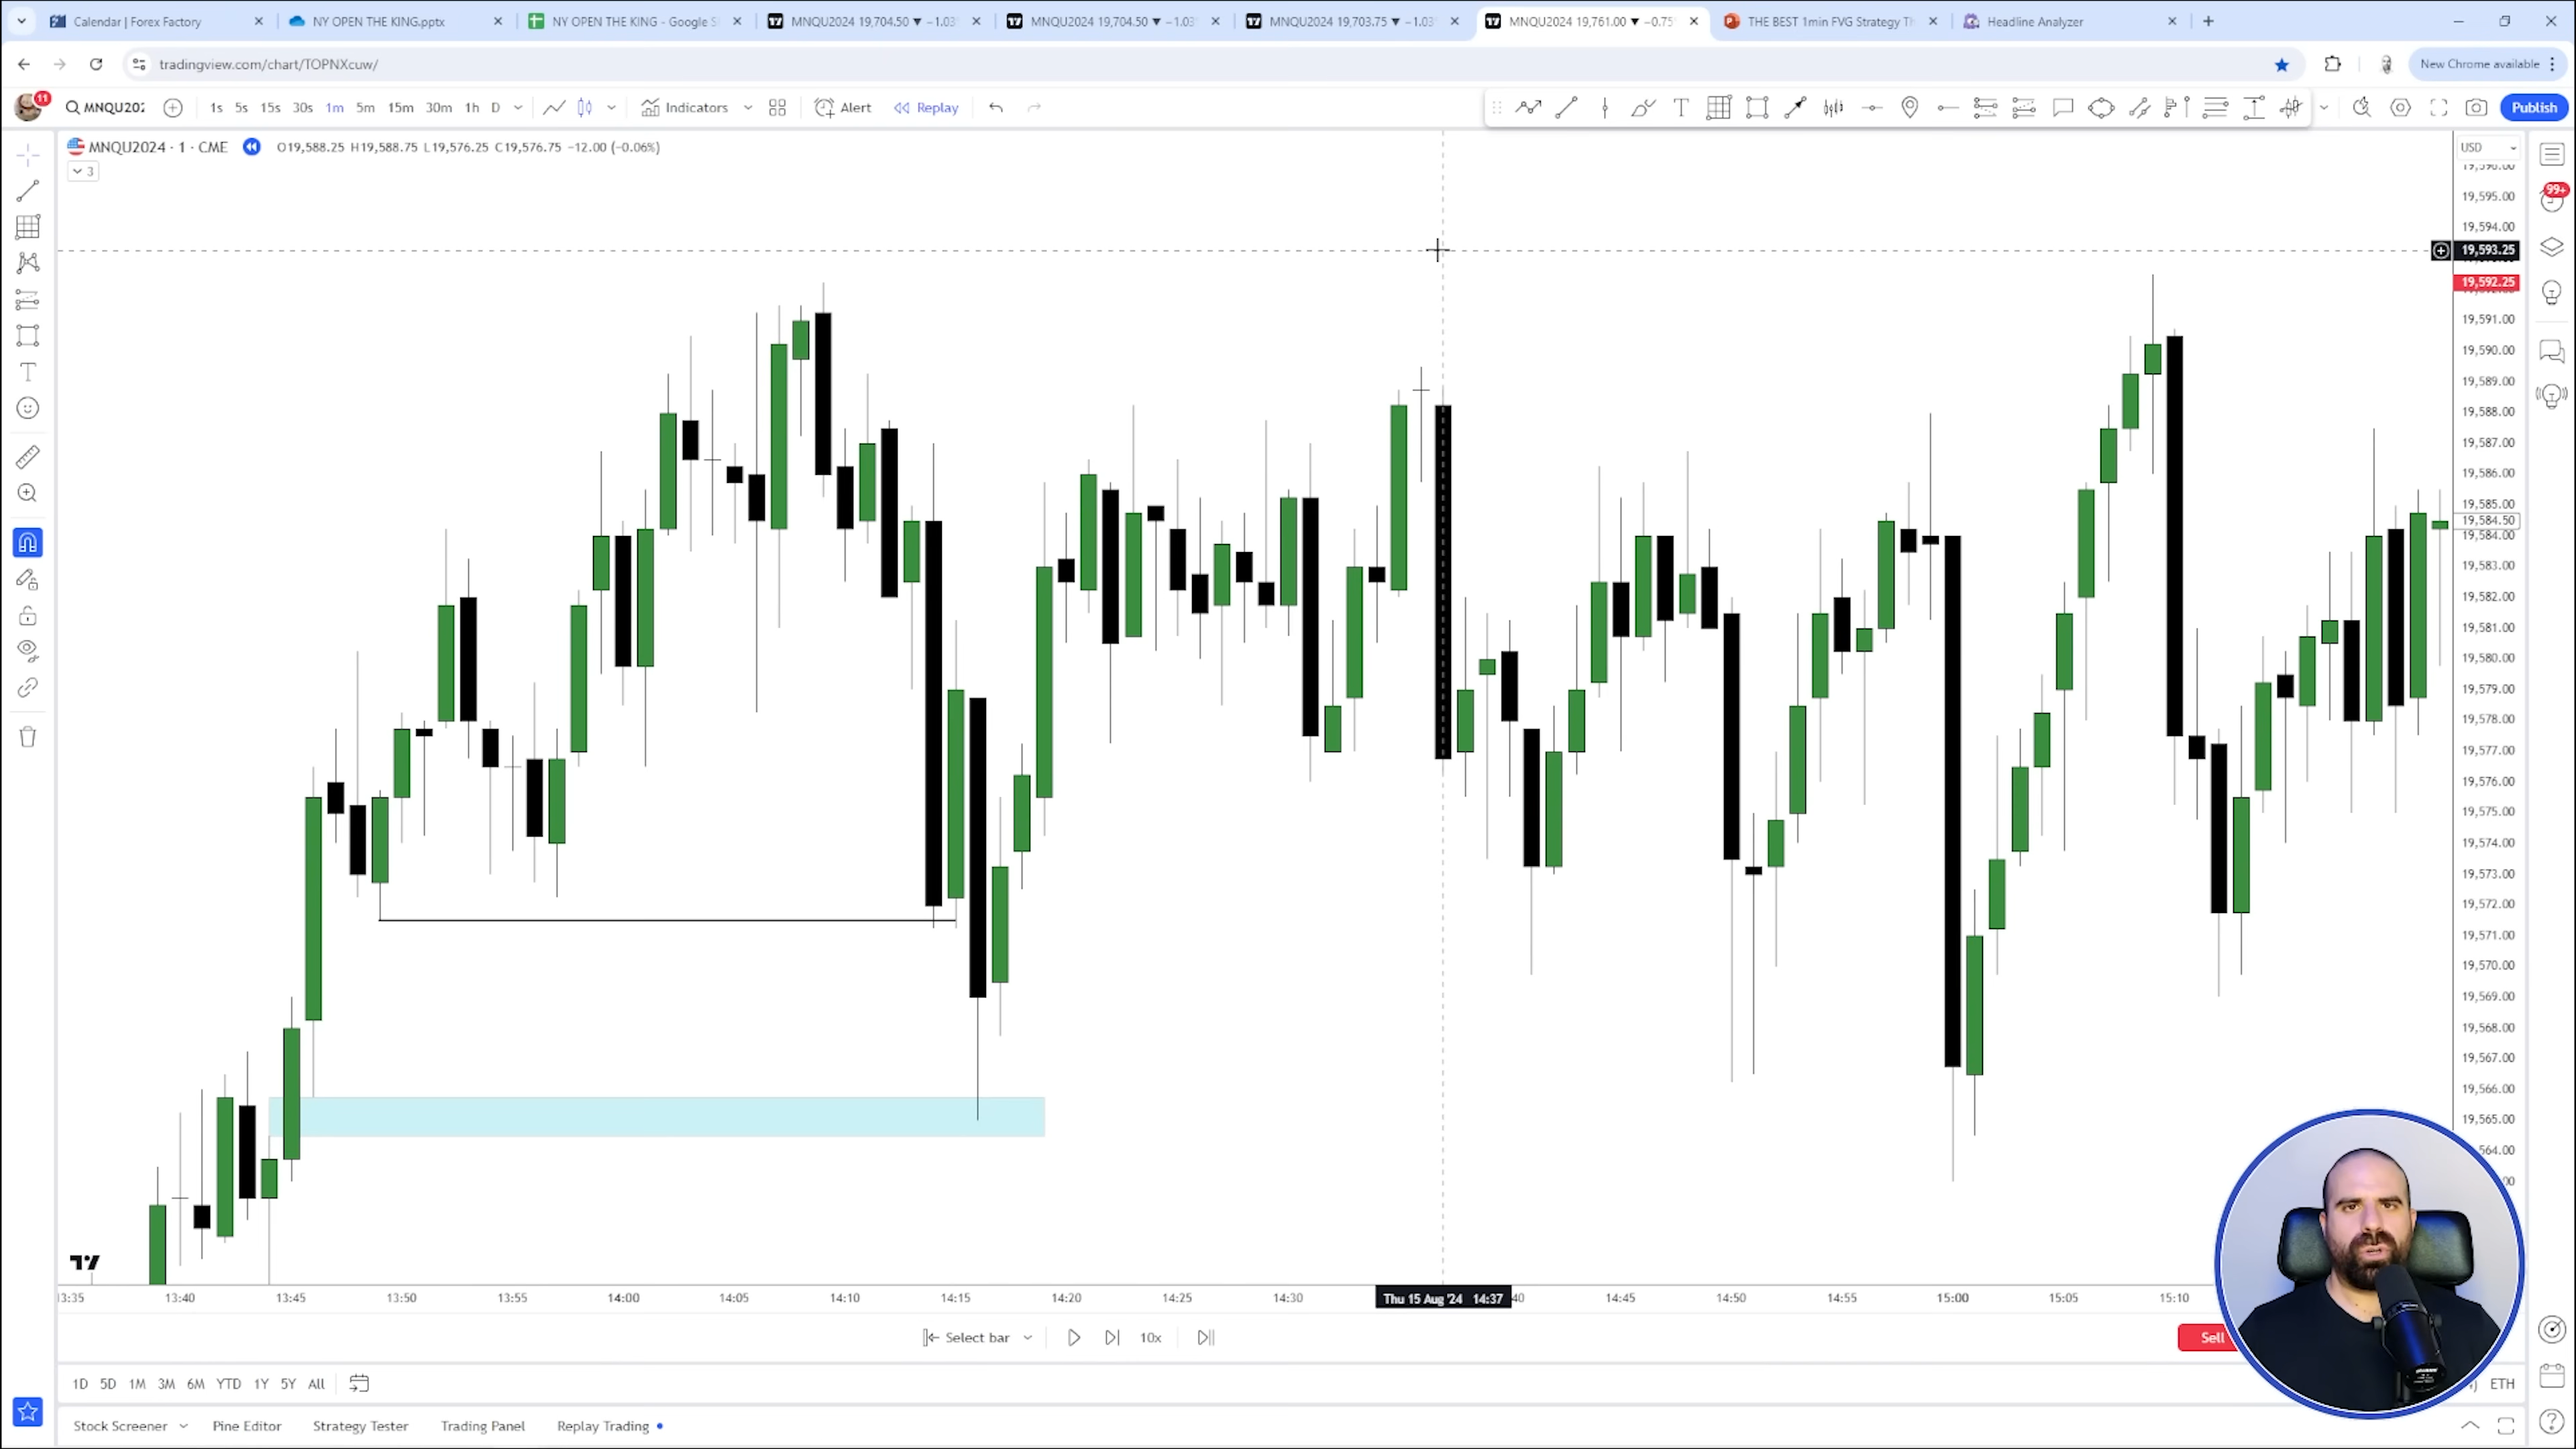 Calendar | Forex Factory
NY OPEN THE KING.pptx
NY OPEN THE KING - Google S
MNQU2024 19,704.50 ▼ −1.03
MNQU2024 19,704.50 ▼ −1.03
MNQU2024 19,703.75 ▼ −1.03
MNQU2024 19,761.00 ▼ −0.75
THE BEST 1min FVG Strategy Th
Headline Analyzer
tradingview.com/chart/TOPNXcuw/
New Chrome available
11
MNQU202
1s 5s 15s 30s 1m 5m 15m 30m 1h D
Indicators
Alert
Replay
Publish
MNQU2024 · 1 · CME
O19,588.25 H19,588.75 L19,576.25 C19,576.75 −12.00 (−0.06%)
3
USD
99+
19,595.00
19,594.00
19,593.25
19,592.25
19,591.00
19,590.00
19,589.00
19,588.00
19,587.00
19,586.00
19,585.00
19,584.50
19,584.00
19,583.00
19,582.00
19,581.00
19,580.00
19,579.00
19,578.00
19,577.00
19,576.00
19,575.00
19,574.00
19,573.00
19,572.00
19,571.00
19,570.00
19,569.00
19,568.00
19,567.00
19,566.00
19,565.00
564.00
13:35 13:40 13:45 13:50 13:55 14:00 14:05 14:10 14:15 14:20 14:25 14:30 Thu 15 Aug '24 14:37 40 14:45 14:50 14:55 15:00 15:05 15:10
Select bar
10x
Sell
1D 5D 1M 3M 6M YTD 1Y 5Y All
ETH
Stock Screener
Pine Editor
Strategy Tester
Trading Panel
Replay Trading